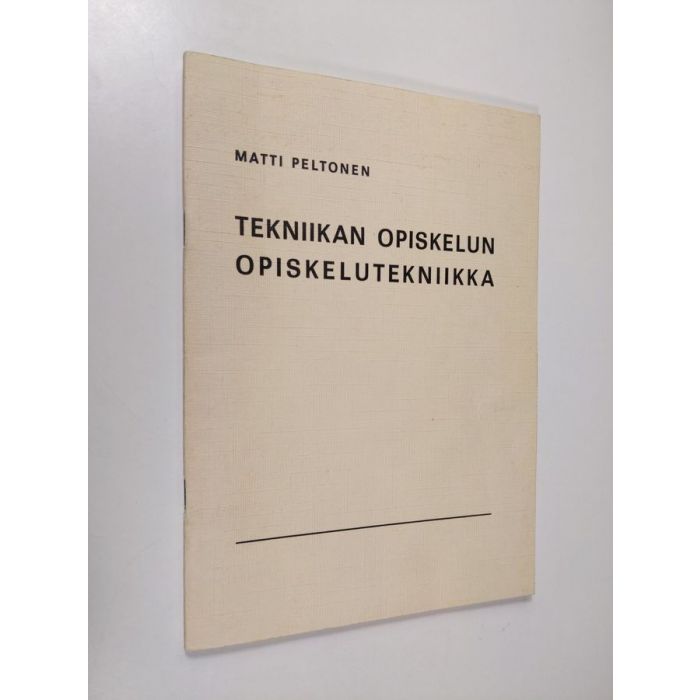 MATTI PELTONEN
TEKNIIKAN OPISKELUN
OPISKELUTEKNIIKKA